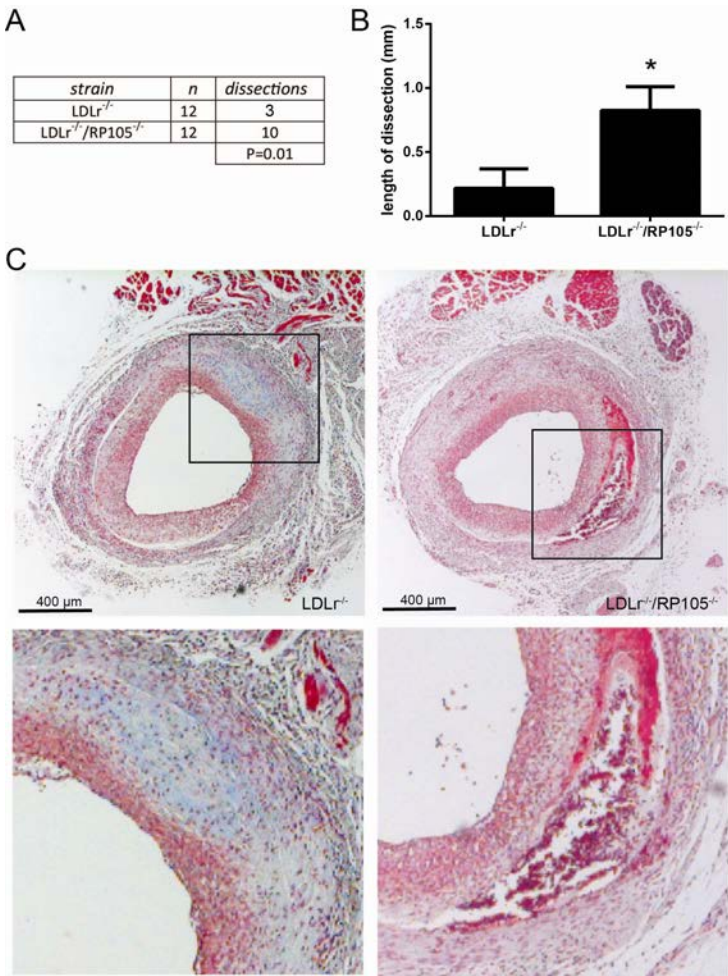 A
strain n dissections
LDLr-/- 12 3
LDLr-/-/RP105-/- 12 10
P=0.01
B
length of dissection (mm)
1.5
1.0
0.5
0.0
*
LDLr-/-
LDLr-/-/RP105-/-
C
400 µm
LDLr-/-
400 µm
LDLr-/-/RP105-/-